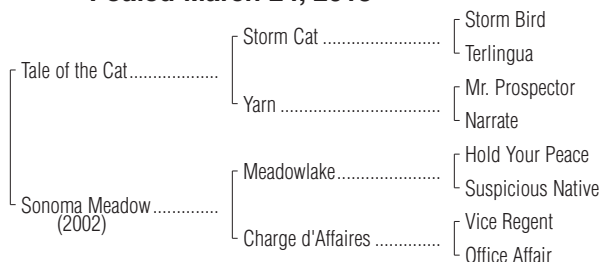 Foaled March 24,
Storm Bird
Storm Cat
Terlingua
Tale of the Cat
Mr. Prospector
Yarn
Narrate
Hold Your Peace
Meadowlake
Suspicious Native
Sonoma Meadow
(2002)
Vice Regent
Charge d'Affaires
Office Affair